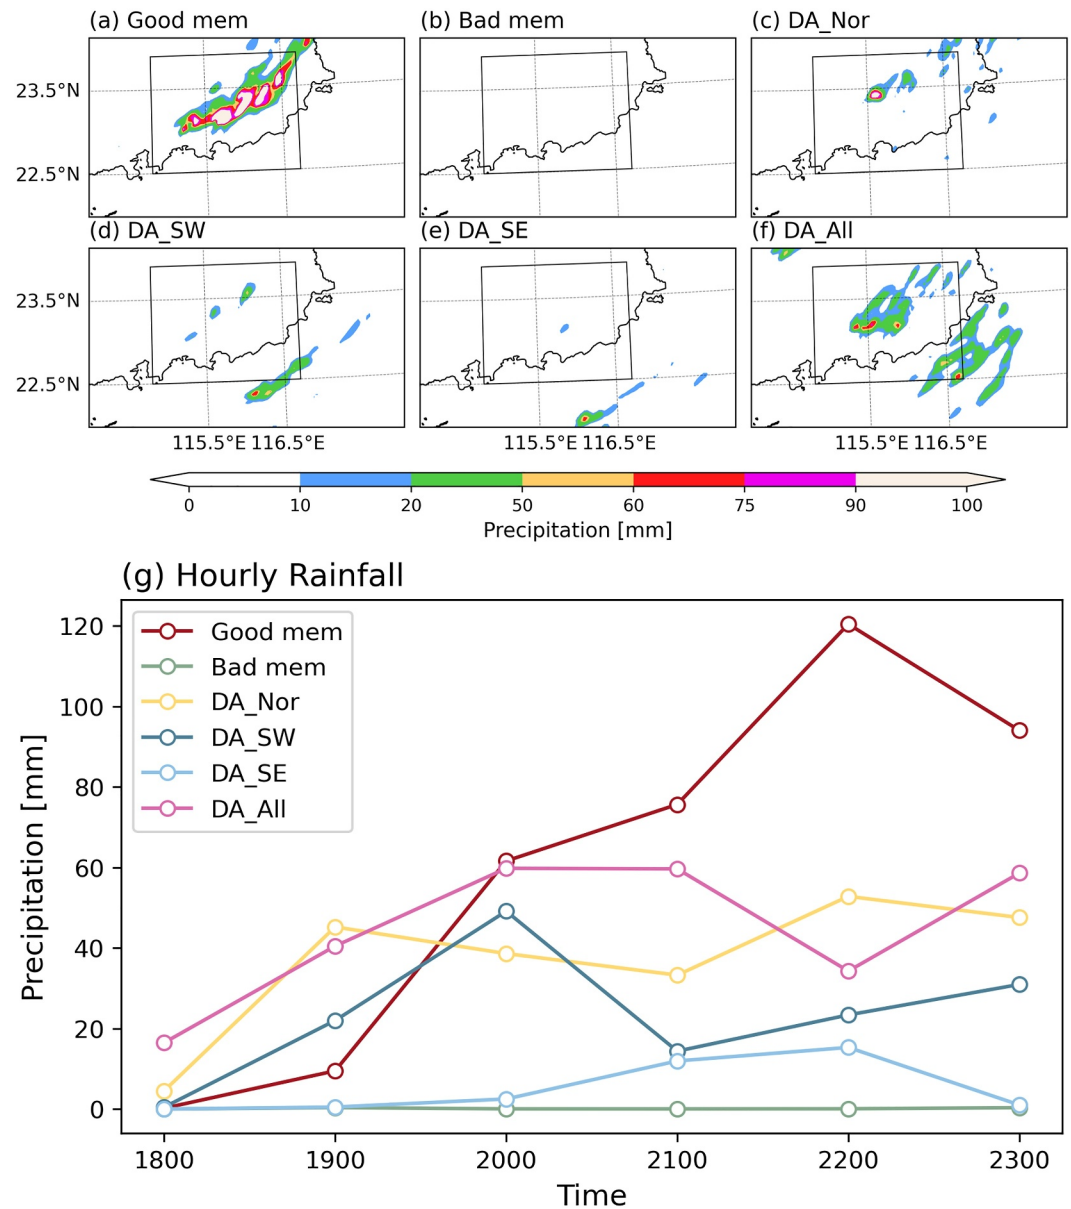 (a) Good mem
(b) Bad mem
(c) DA_Nor
23.5°N
22.5°N
(d) DA_SW
(e) DA_SE
(f) DA_All
23.5°N
22.5°N
115.5°E 116.5°E
115.5°E 116.5°E
115.5°E 116.5°E
0 10 20 50 60 75 90 100
Precipitation [mm]
(g) Hourly Rainfall
Good mem
Bad mem
DA_Nor
DA_SW
DA_SE
DA_All
120
100
80
60
40
20
0
Precipitation [mm]
1800 1900 2000 2100 2200 2300
Time